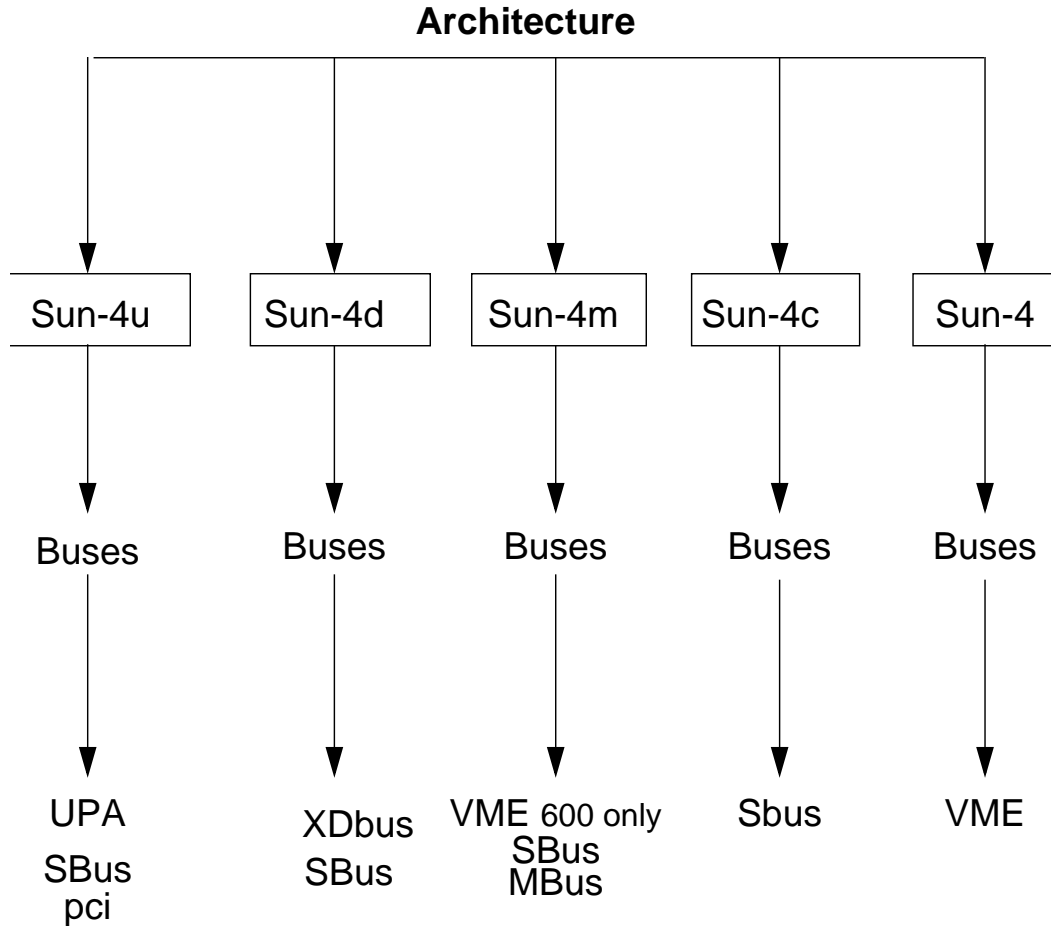 Architecture
Sun-4u
Sun-4d
Sun-4m
Sun-4c
Sun-4
Buses
Buses
Buses
Buses
Buses
UPA
SBus
pci
XDbus
SBus
VME 600 only
SBus
MBus
Sbus
VME